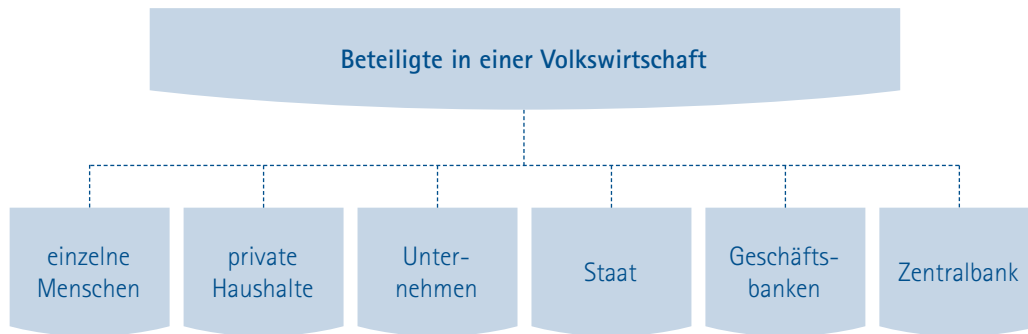 Beteiligte in einer Volkswirtschaft
einzelne
Menschen
private
Haushalte
Unter-
nehmen
Staat
Geschäfts-
banken
Zentralbank